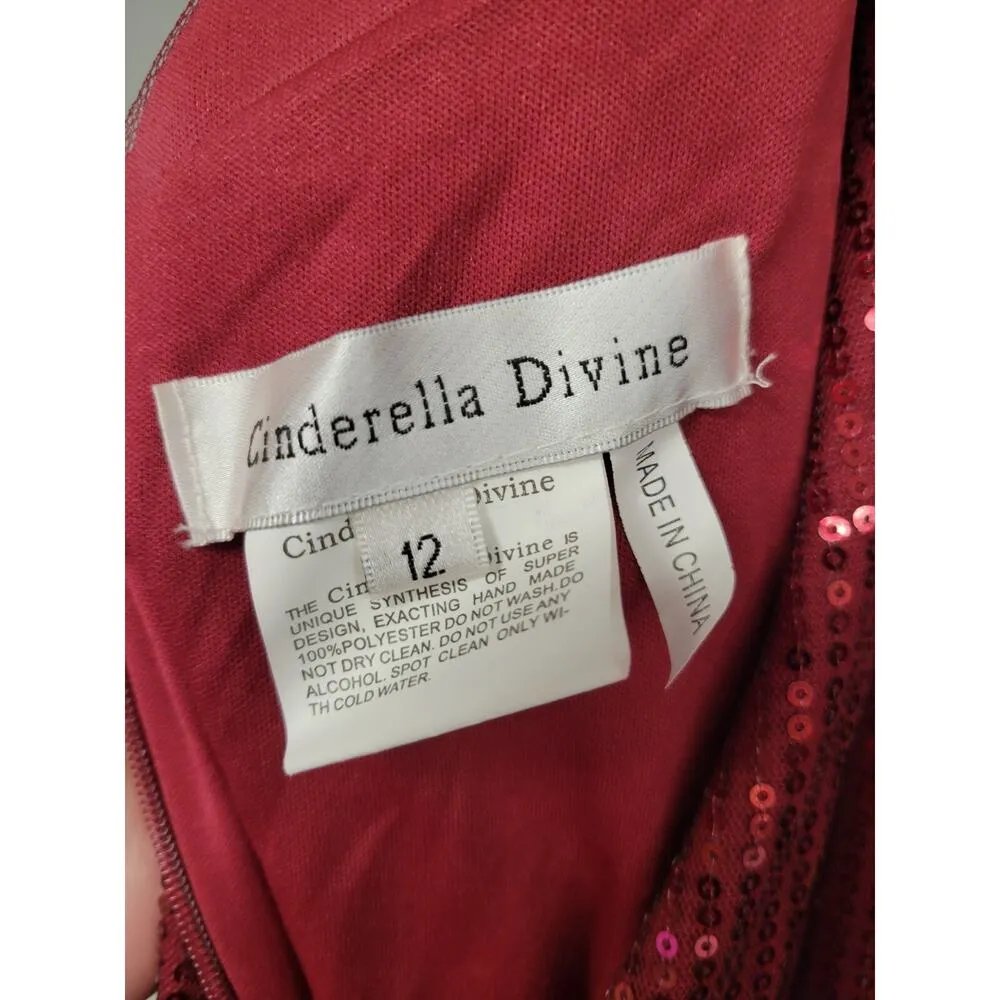 Cinderella Divine
Cind Divine
12
THE Cin Divine IS
UNIQUE SYNTHESIS OF SUPER
DESIGN, EXACTING HAND MADE
100%POLYESTER DO NOT WASH.DO
NOT DRY CLEAN. DO NOT USE ANY
ALCOHOL. SPOT CLEAN ONLY WI-
TH COLD WATER.
MADE IN CHINA